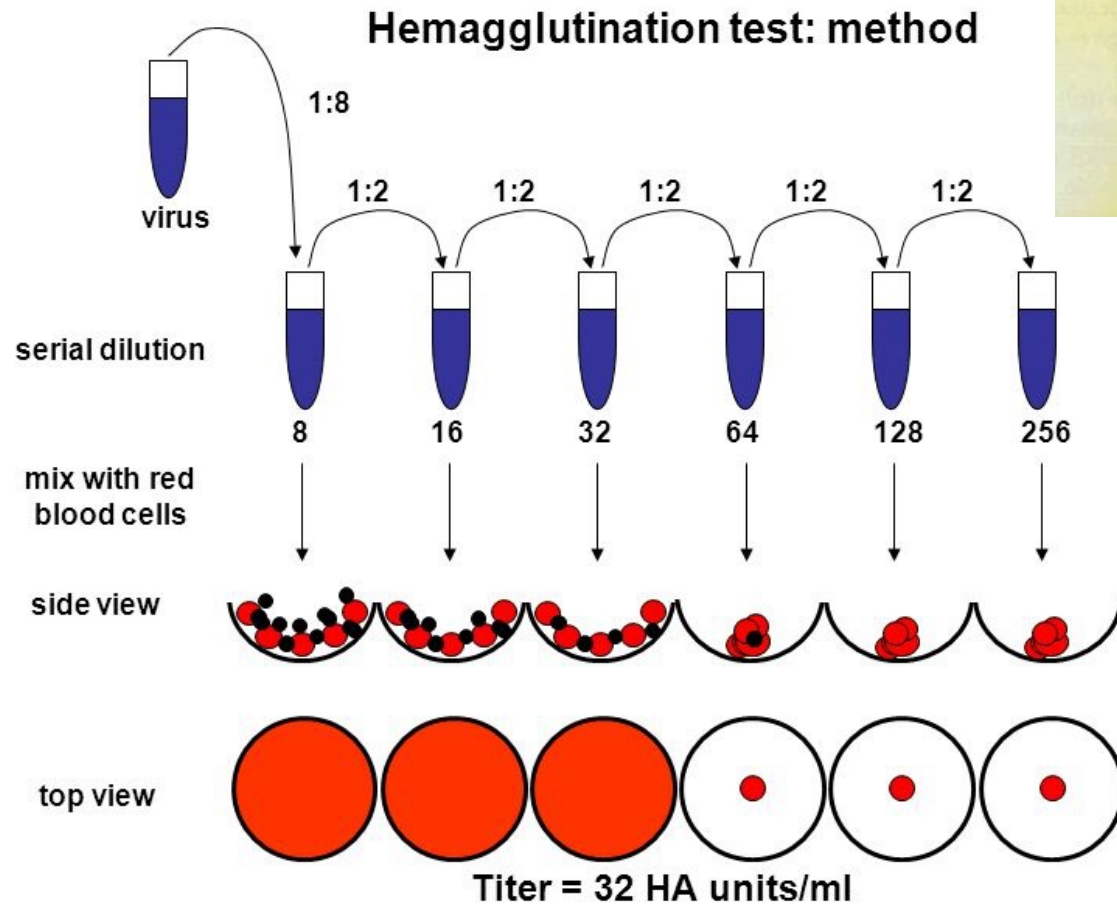 Hemagglutination test: method
1:8
1:2 1:2 1:2 1:2 1:2
virus
serial dilution
8 16 32 64 128 256
mix with red
blood cells
side view
top view
Titer = 32 HA units/ml